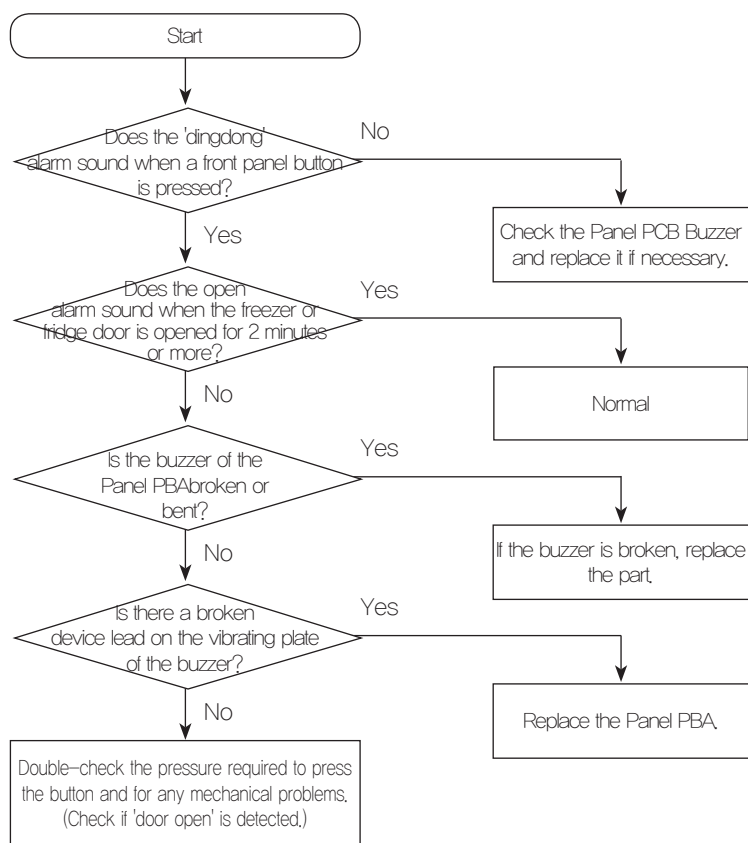 Start
Does the 'dingdong'
alarm sound when a front panel button
is pressed?
No
Check the Panel PCB Buzzer
and replace it if necessary.
Yes
Does the open
alarm sound when the freezer or
fridge door is opened for 2 minutes
or more?
Yes
Normal
No
Is the buzzer of the
Panel PBAbroken or
bent?
Yes
If the buzzer is broken, replace
the part.
No
Is there a broken
device lead on the vibrating plate
of the buzzer?
Yes
Replace the Panel PBA.
No
Double-check the pressure required to press
the button and for any mechanical problems.
(Check if 'door open' is detected.)